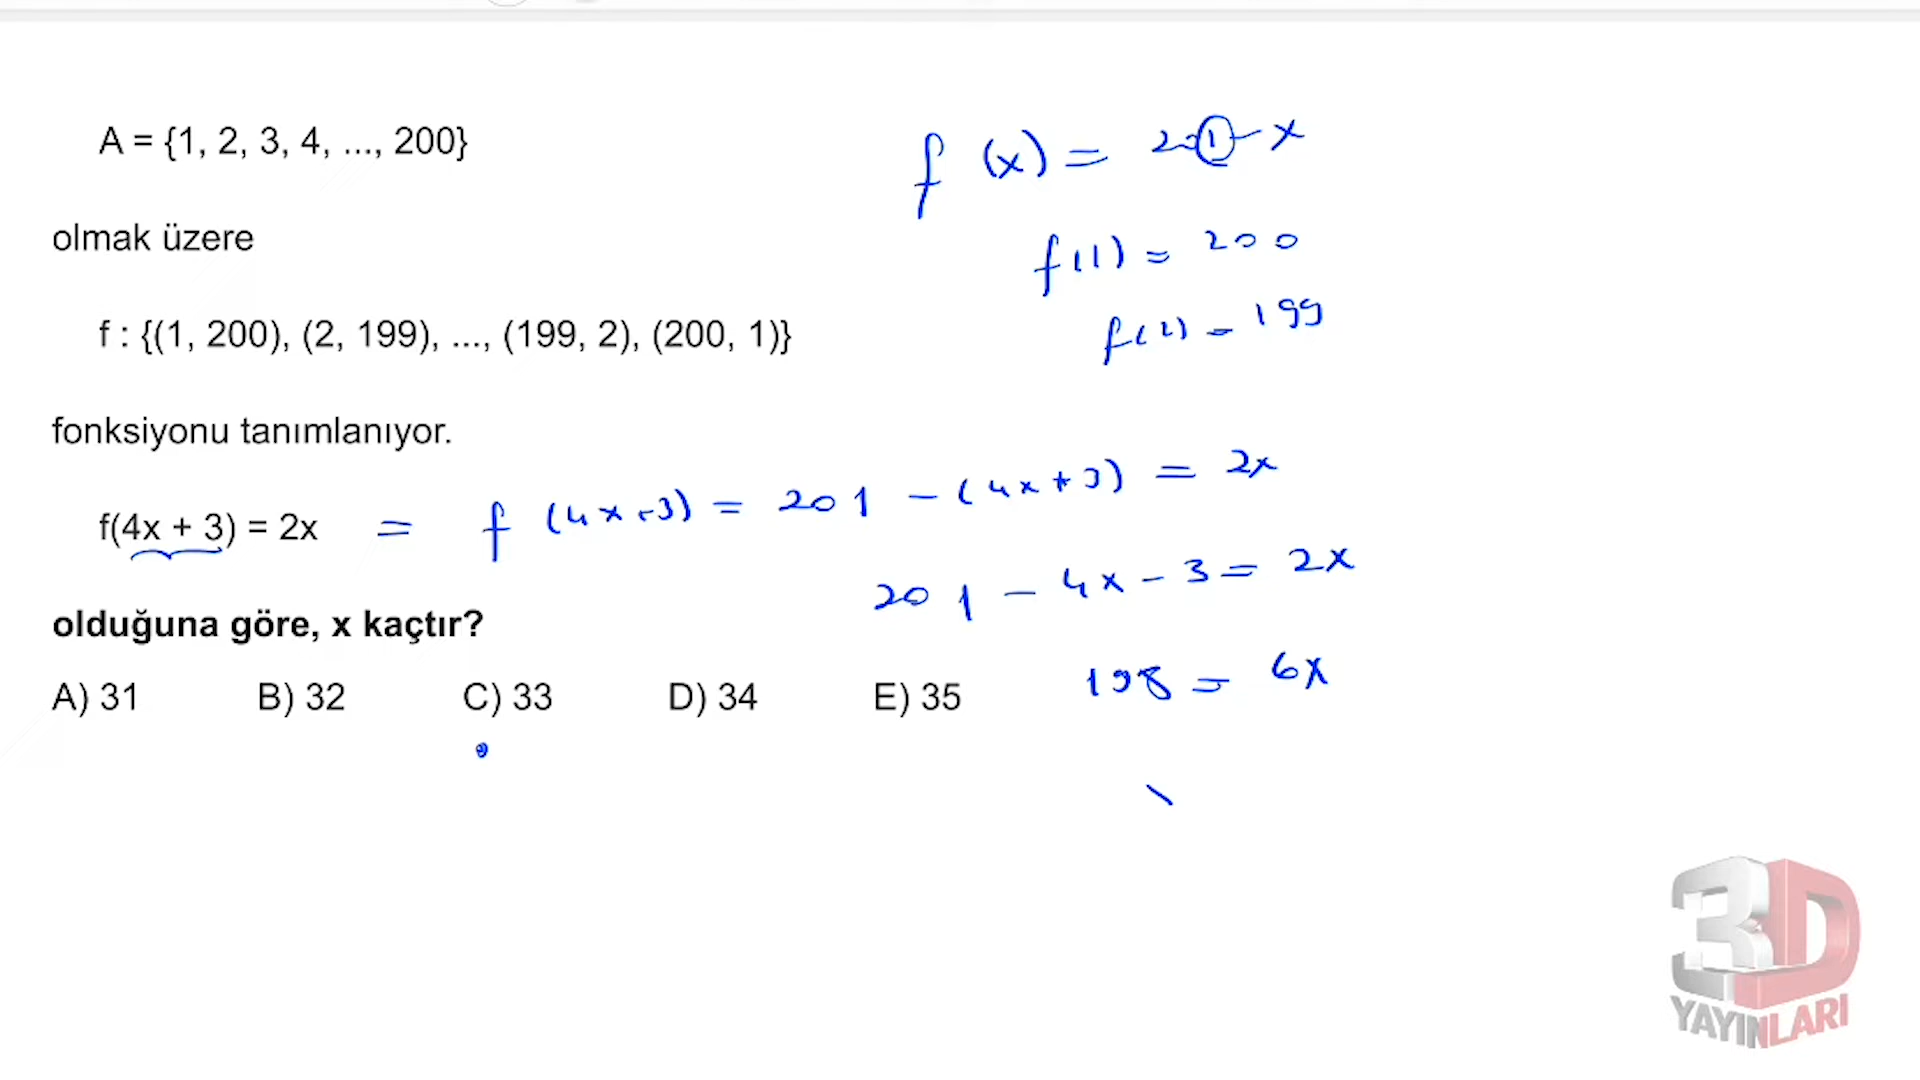 A = {1, 2, 3, 4, ..., 200}
olmak üzere
f : {(1, 200), (2, 199), ..., (199, 2), (200, 1)}
fonksiyonu tanımlanıyor.
f(4x + 3) = 2x
olduğuna göre, x kaçtır?
A) 31 B) 32 C) 33 D) 34 E) 35
f(x) = 201 - x
f(1) = 200
f(2) = 199
= f(4x+3) = 201 - (4x+3) = 2x
201 - 4x - 3 = 2x
198 = 6x
3D
YAYINLARI